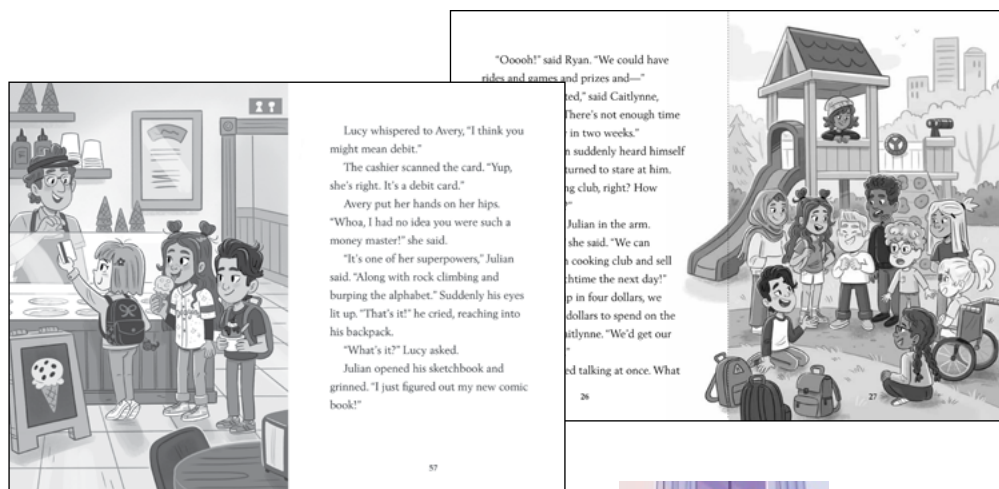 Lucy whispered to Avery, “I think you
might mean debit.”
The cashier scanned the card. “Yup,
she’s right. It’s a debit card.”
Avery put her hands on her hips.
“Whoa, I had no idea you were such a
money master!” she said.
“It’s one of her superpowers,” Julian
said. “Along with rock climbing and
burping the alphabet.” Suddenly his eyes
lit up. “That’s it!” he cried, reaching into
his backpack.
“What’s it?” Lucy asked.
Julian opened his sketchbook and
grinned. “I just figured out my new comic
book!”
57
“Ooooh!” said Ryan. “We could have
rides and games and prizes and—”
said Caitlynne,
There’s not enough time
in two weeks.”
suddenly heard himself
turned to stare at him.
club, right? How
Julian in the arm.
she said. “We can
cooking club and sell
the next day!”
in four dollars, we
dollars to spend on the
“We’d get our
talking at once. What
26
27